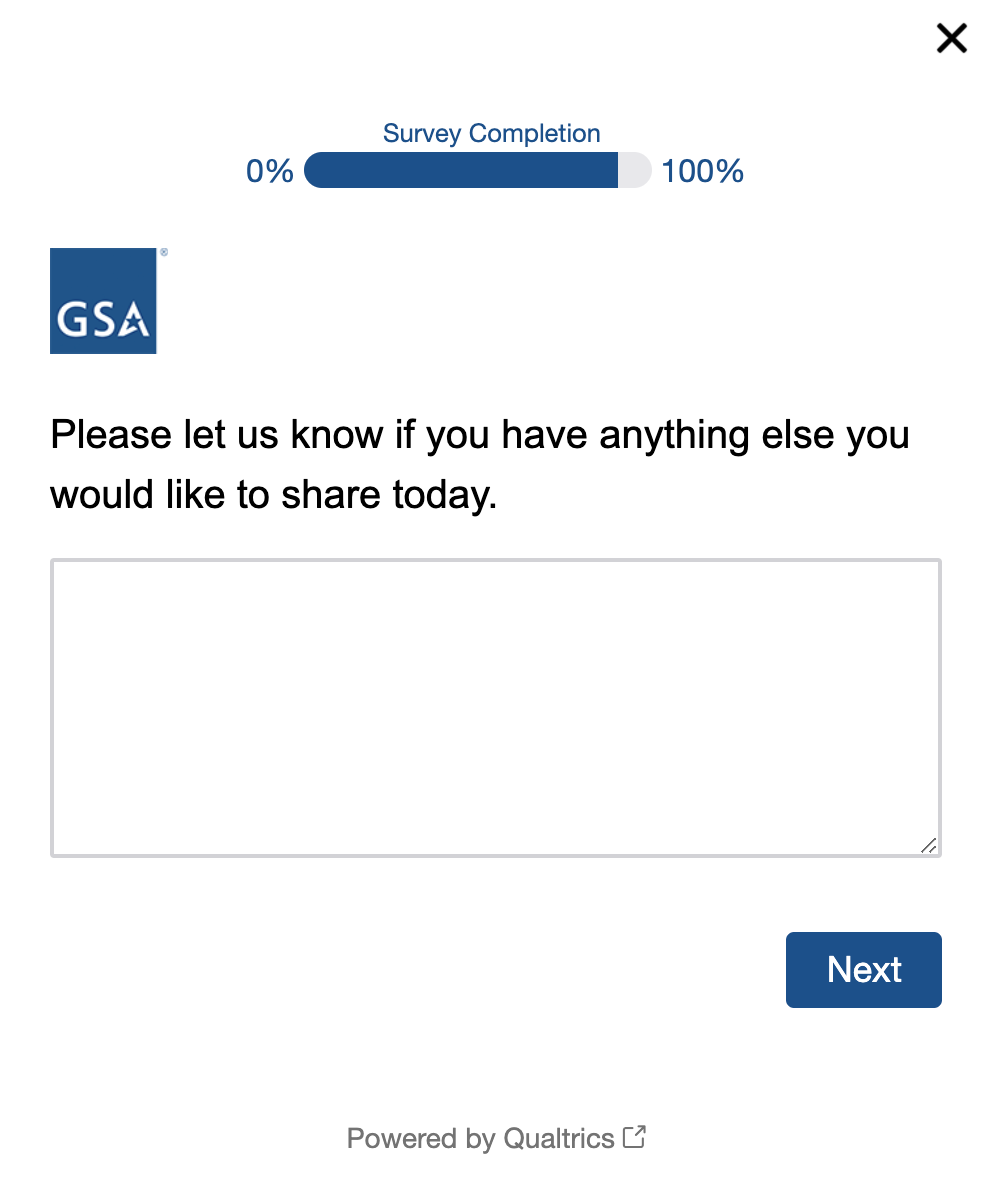 Survey Completion
0% 100%
®
GSA
Please let us know if you have anything else you
would like to share today.
Next
Powered by Qualtrics